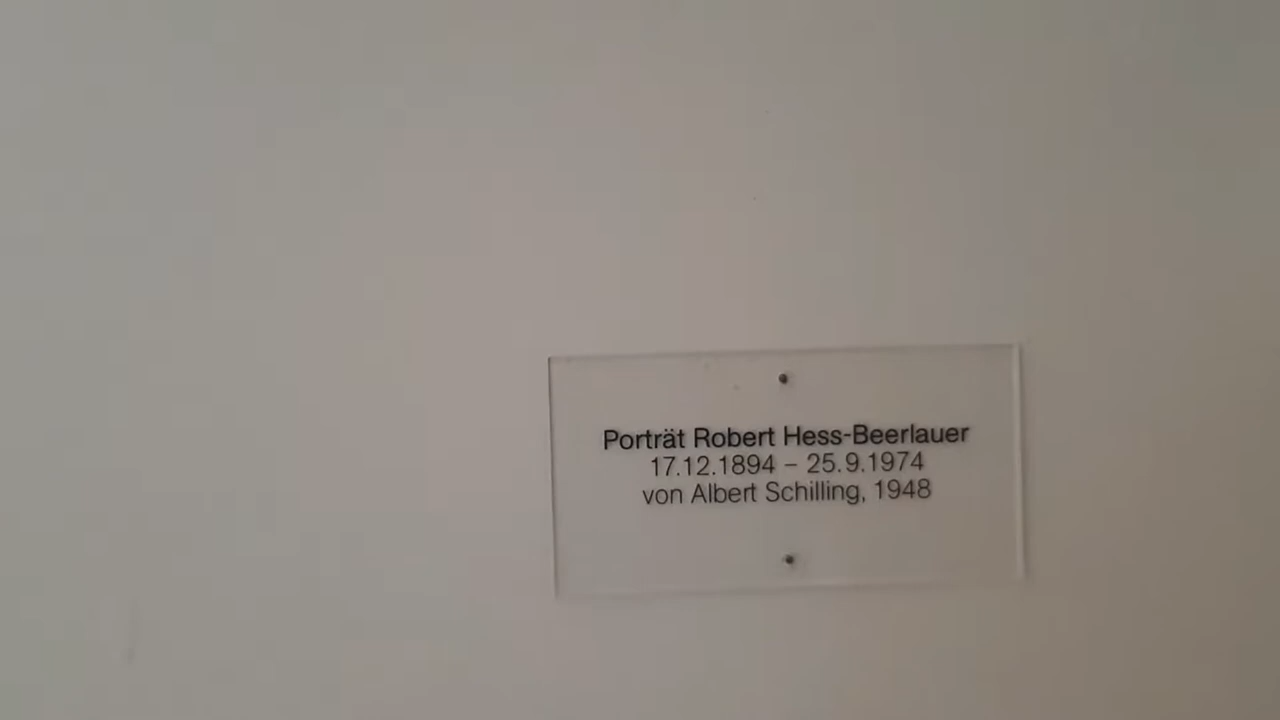 Porträt Robert Hess-Beerlauer
17.12.1894 – 25.9.1974
von Albert Schilling, 1948